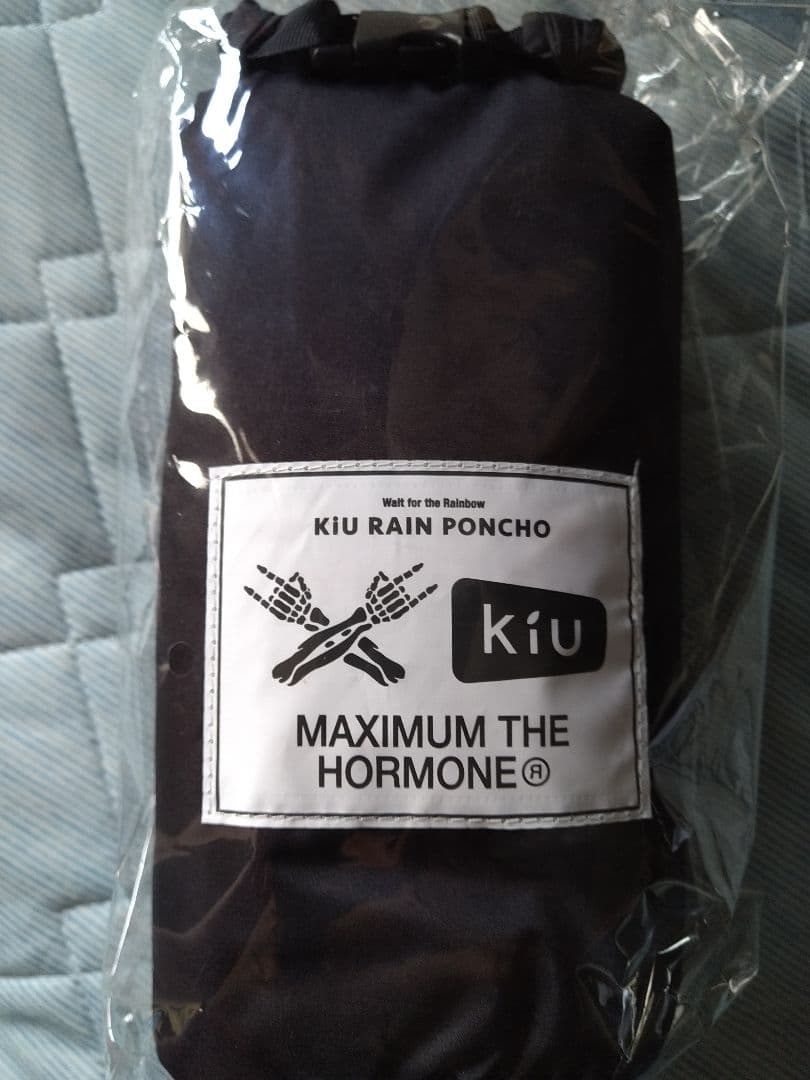 Wait for the Rainbow
KiU RAIN PONCHO
kiu
MAXIMUM THE
HORMONE®